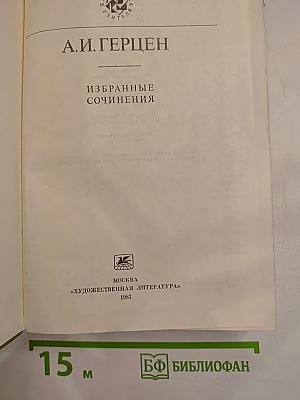 А.И.ГЕРЦЕН
ИЗБРАННЫЕ
СОЧИНЕНИЯ
МОСКВА
«ХУДОЖЕСТВЕННАЯ ЛИТЕРАТУРА»
1987
15 м
БФ БИБЛИОФАН